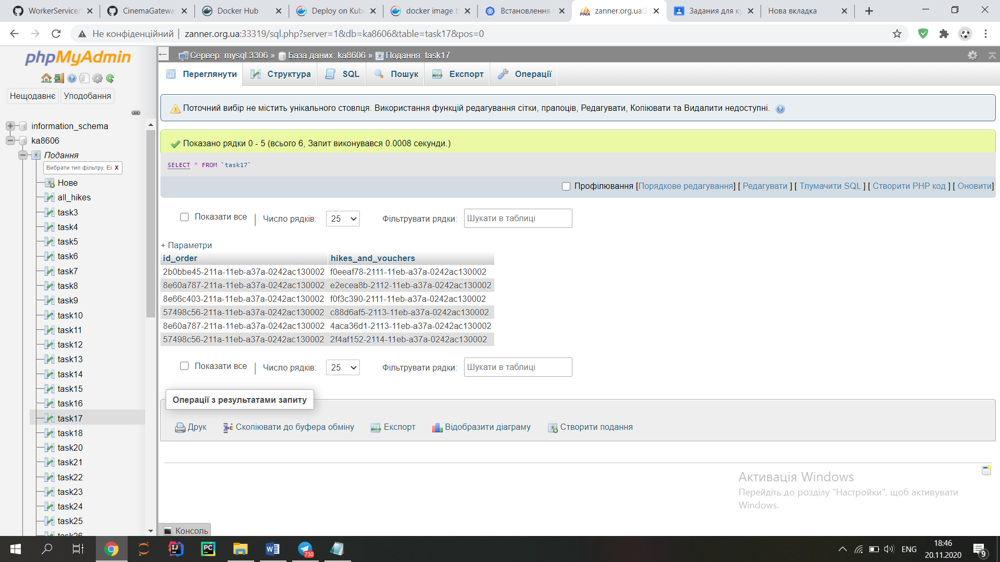 WorkerService/
CinemaGateway
Docker Hub
Deploy on Kube
docker image b
Встановлення
zanner.org.ua:3
Задания для ку
Нова вкладка
Не конфіденційний
zanner.org.ua:33319/sql.php?server=1&db=ka8606&table=task17&pos=0
phpMyAdmin
Нещодавнє Уподобання
information_schema
ka8606
Подання
Вибрати тип фільтру, Er X
Нове
all_hikes
task3
task4
task5
task6
task7
task8
task9
task10
task11
task12
task13
task14
task15
task16
task17
task18
task20
task21
task22
task23
task24
task25
task26
Сервер: mysql:3306 » База даних: ka8606 » Подання: task17
Переглянути Структура SQL Пошук Експорт Операції
Поточний вибір не містить унікального стовпця. Використання функцій редагування сітки, прапоців, Редагувати, Копіювати та Видалити недоступні.
Показано рядки 0 - 5 (всього 6, Запит виконувався 0.0008 секунди.)
SELECT * FROM `task17`
Профілювання [Порядкове редагування] [ Редагувати ] [ Тлумачити SQL ] [ Створити PHP код ] [ Оновити]
Показати все | Число рядків: 25 Фільтрувати рядки: Шукати в таблиці
+ Параметри
id_order hikes_and_vouchers
2b0bbe45-211a-11eb-a37a-0242ac130002 f0eeaf78-2111-11eb-a37a-0242ac130002
8e60a787-211a-11eb-a37a-0242ac130002 e2ecea8b-2112-11eb-a37a-0242ac130002
8e66c403-211a-11eb-a37a-0242ac130002 f0f3c390-2111-11eb-a37a-0242ac130002
57498c56-211a-11eb-a37a-0242ac130002 c88d6af5-2113-11eb-a37a-0242ac130002
8e60a787-211a-11eb-a37a-0242ac130002 4aca36d1-2113-11eb-a37a-0242ac130002
57498c56-211a-11eb-a37a-0242ac130002 2f4af152-2114-11eb-a37a-0242ac130002
Показати все | Число рядків: 25 Фільтрувати рядки: Шукати в таблиці
Операції з результатами запиту
Друк Скопіювати до буфера обміну Експорт Відобразити діаграму Створити подання
Активація Windows
Перейдіть до розділу "Настройки", щоб активувати
Windows.
Консоль
730
ENG
18:46
20.11.2020
9